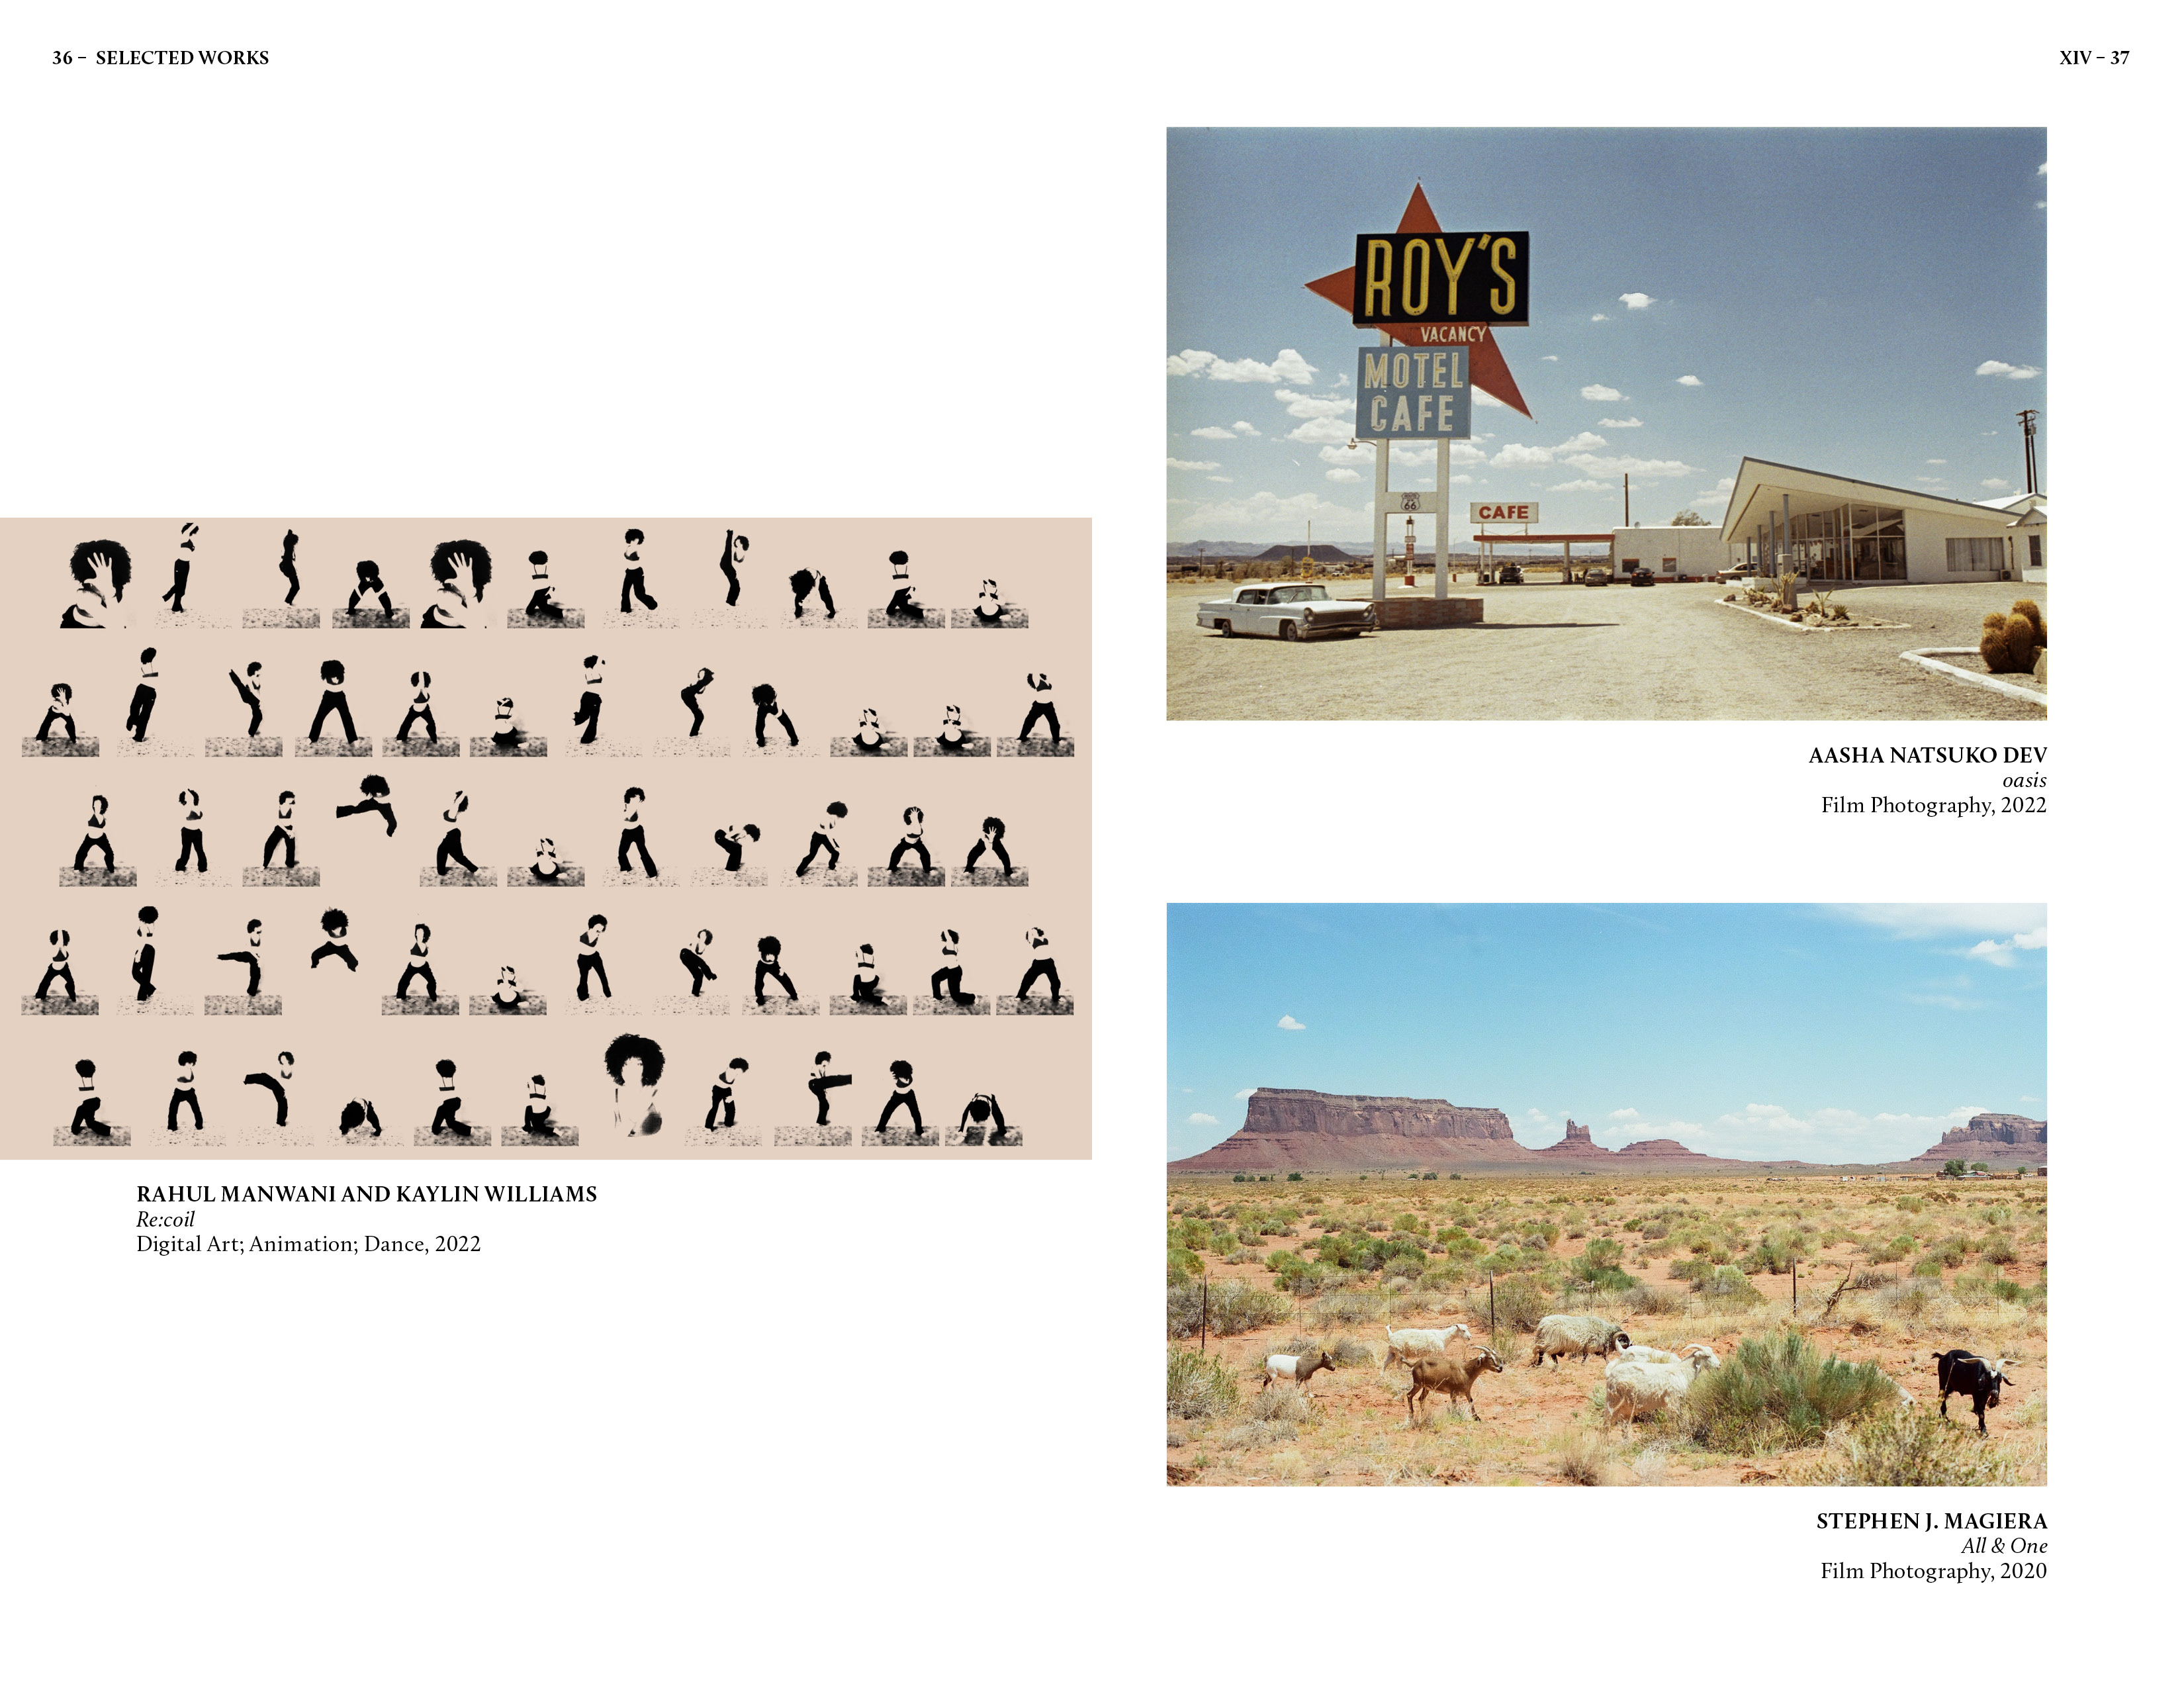 36 – SELECTED WORKS
XIV – 37
RAHUL MANWANI AND KAYLIN WILLIAMS
Re:coil
Digital Art; Animation; Dance, 2022
ROY'S
VACANCY
MOTEL
CAFE
66
CAFE
AASHA NATSUKO DEV
oasis
Film Photography, 2022
STEPHEN J. MAGIERA
All & One
Film Photography, 2020